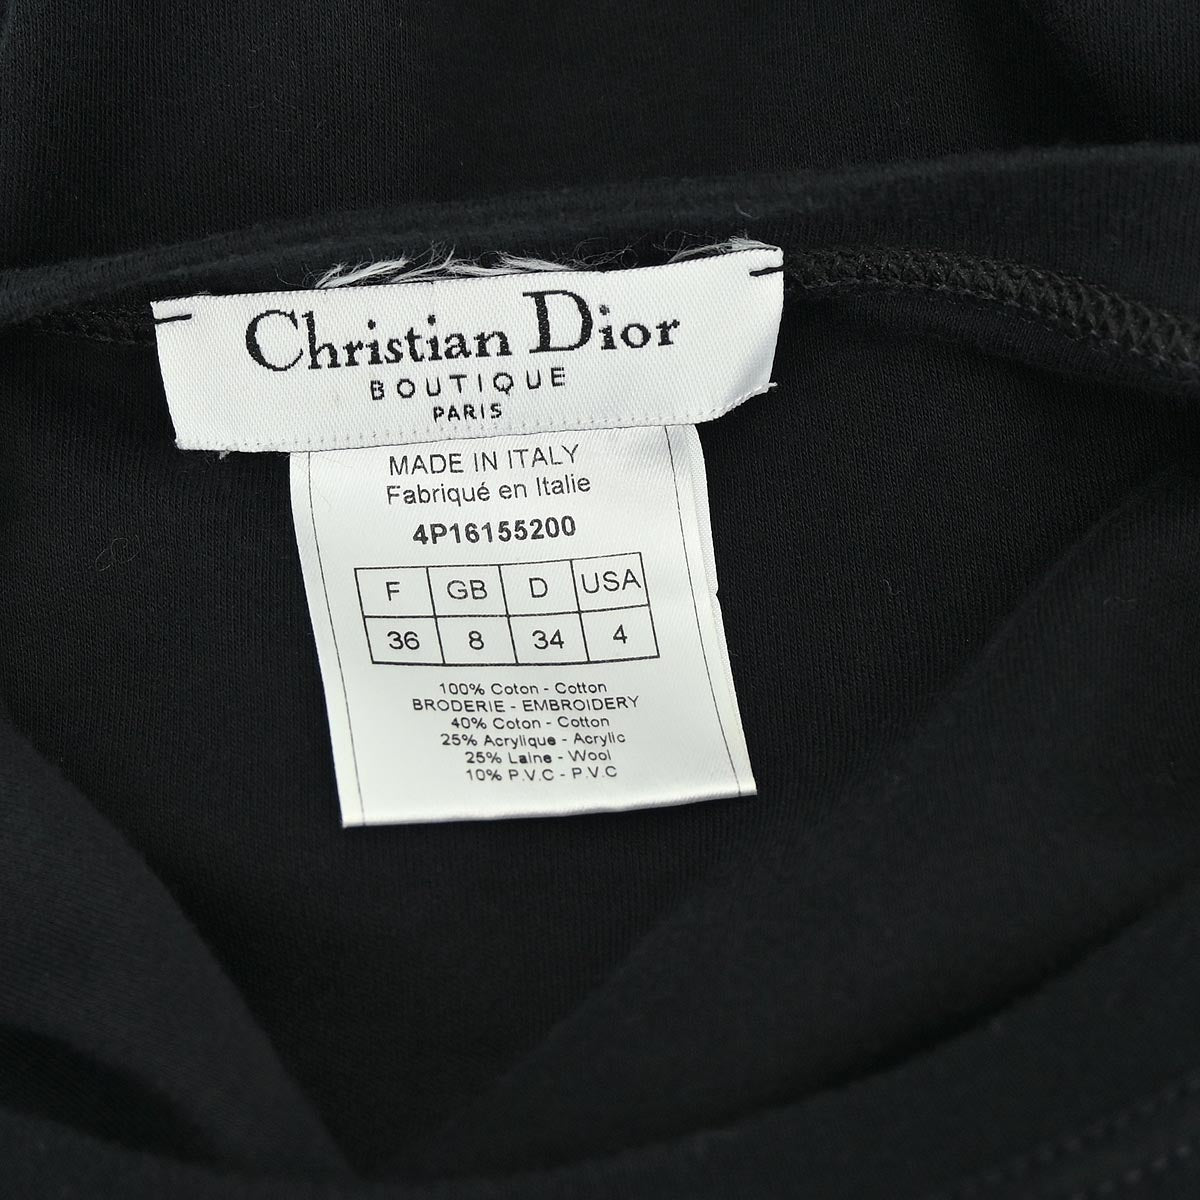 Christian Dior
BOUTIQUE
PARIS
MADE IN ITALY
Fabriqué en Italie
4P16155200
F GB D USA
36 8 34 4
100% Coton - Cotton
BRODERIE - EMBROIDERY
40% Coton - Cotton
25% Acrylique - Acrylic
25% Laine - Wool
10% P.V.C - P.V.C